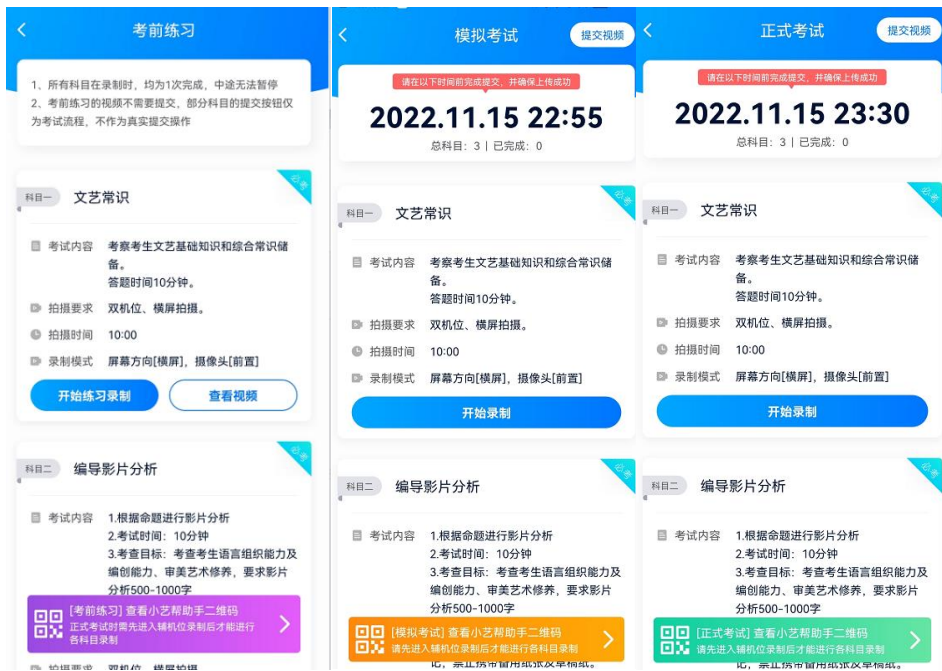 考前练习
1、所有科目在录制时，均为1次完成，中途无法暂停
2、考前练习的视频不需要提交，部分科目的提交按钮仅
为考试流程，不作为真实提交操作
必考
科目一 文艺常识
考试内容 考察考生文艺基础知识和综合常识储
备。
答题时间10分钟。
拍摄要求 双机位、横屏拍摄。
拍摄时间 10:00
录制模式 屏幕方向[横屏]，摄像头[前置]
开始练习录制 查看视频
必考
科目二 编导影片分析
考试内容 1.根据命题进行影片分析
2.考试时间：10分钟
3.考查目标：考查考生语言组织能力及
编创能力、审美艺术修养，要求影片
分析500-1000字
[考前练习] 查看小艺帮助手二维码
正式考试时需先进入辅机位录制后才能进行
各科目录制
拍摄要求 双机位、横屏拍摄。
模拟考试 提交视频
请在以下时间前完成提交，并确保上传成功
2022.11.15 22:55
总科目：3 | 已完成：0
必考
科目一 文艺常识
考试内容 考察考生文艺基础知识和综合常识储
备。
答题时间10分钟。
拍摄要求 双机位、横屏拍摄。
拍摄时间 10:00
录制模式 屏幕方向[横屏]，摄像头[前置]
开始录制
必考
科目二 编导影片分析
考试内容 1.根据命题进行影片分析
2.考试时间：10分钟
3.考查目标：考查考生语言组织能力及
编创能力、审美艺术修养，要求影片
分析500-1000字
[模拟考试] 查看小艺帮助手二维码
请先进入辅机位录制后才能进行各科目录制
记，禁止携带备用纸张及草稿纸。
正式考试 提交视频
请在以下时间前完成提交，并确保上传成功
2022.11.15 23:30
总科目：3 | 已完成：0
必考
科目一 文艺常识
考试内容 考察考生文艺基础知识和综合常识储
备。
答题时间10分钟。
拍摄要求 双机位、横屏拍摄。
拍摄时间 10:00
录制模式 屏幕方向[横屏]，摄像头[前置]
开始录制
必考
科目二 编导影片分析
考试内容 1.根据命题进行影片分析
2.考试时间：10分钟
3.考查目标：考查考生语言组织能力及
编创能力、审美艺术修养，要求影片
分析500-1000字
[正式考试] 查看小艺帮助手二维码
请先进入辅机位录制后才能进行各科目录制
记，禁止携带备用纸张及草稿纸。